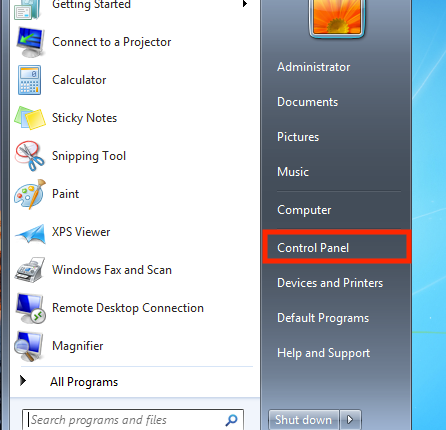 Getting Started
Connect to a Projector
Calculator
Sticky Notes
Snipping Tool
Paint
XPS Viewer
Windows Fax and Scan
Remote Desktop Connection
Magnifier
All Programs
Search programs and files
Administrator
Documents
Pictures
Music
Computer
Control Panel
Devices and Printers
Default Programs
Help and Support
Shut down